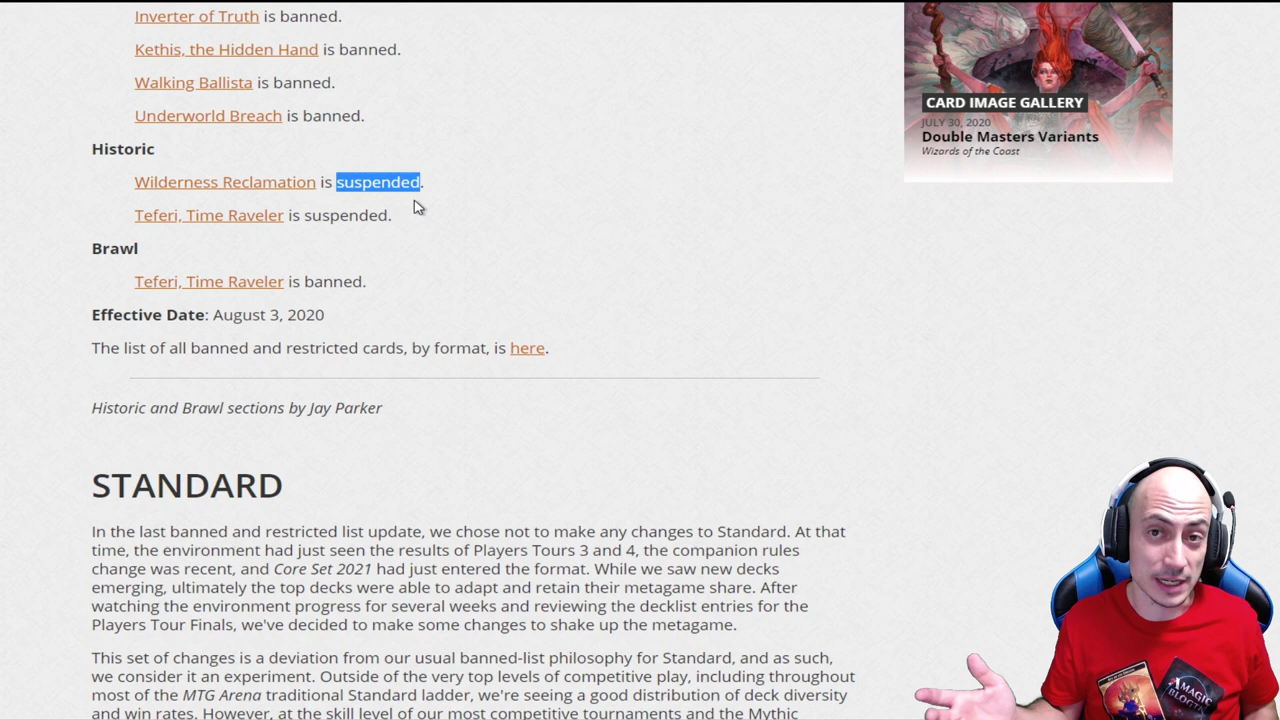 Inverter of Truth is banned.
Kethis, the Hidden Hand is banned.
Walking Ballista is banned.
Underworld Breach is banned.
Historic
Wilderness Reclamation is suspended.
Teferi, Time Raveler is suspended.
Brawl
Teferi, Time Raveler is banned.
Effective Date: August 3, 2020
The list of all banned and restricted cards, by format, is here.
Historic and Brawl sections by Jay Parker
STANDARD
In the last banned and restricted list update, we chose not to make any changes to Standard. At that
time, the environment had just seen the results of Players Tours 3 and 4, the companion rules
change was recent, and Core Set 2021 had just entered the format. While we saw new decks
emerging, ultimately the top decks were able to adapt and retain their metagame share. After
watching the environment progress for several weeks and reviewing the decklist entries for the
Players Tour Finals, we've decided to make some changes to shake up the metagame.
This set of changes is a deviation from our usual banned-list philosophy for Standard, and as such,
we consider it an experiment. Outside of the very top levels of competitive play, including throughout
most of the MTG Arena traditional Standard ladder, we're seeing a good distribution of deck diversity
and win rates. However, at the skill level of our most competitive tournaments and the Mythic
CARD IMAGE GALLERY
JULY 30, 2020
Double Masters Variants
Wizards of the Coast
MAGIC